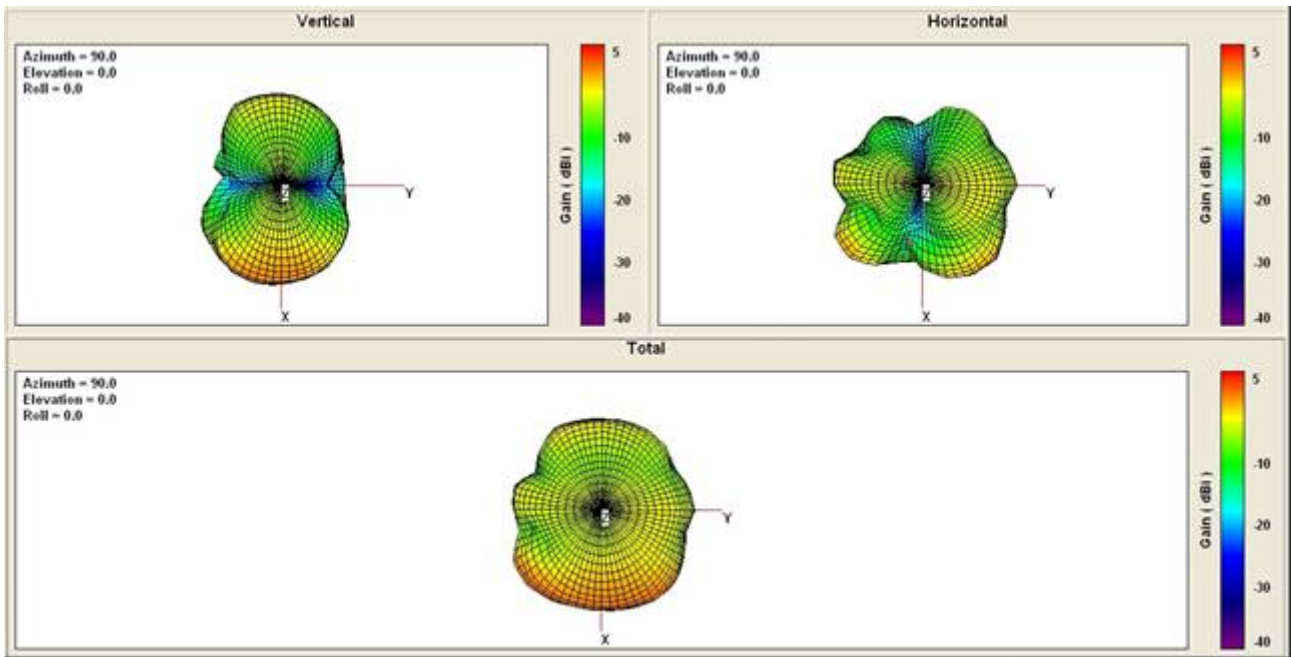 Vertical
Azimuth = 90.0
Elevation = 0.0
Roll = 0.0
Y
X
5
-10
-20
-30
-40
Gain ( dBi )
Horizontal
Azimuth = 90.0
Elevation = 0.0
Roll = 0.0
Y
X
5
-10
-20
-30
-40
Gain ( dBi )
Total
Azimuth = 90.0
Elevation = 0.0
Roll = 0.0
Y
X
5
-10
-20
-30
-40
Gain ( dBi )